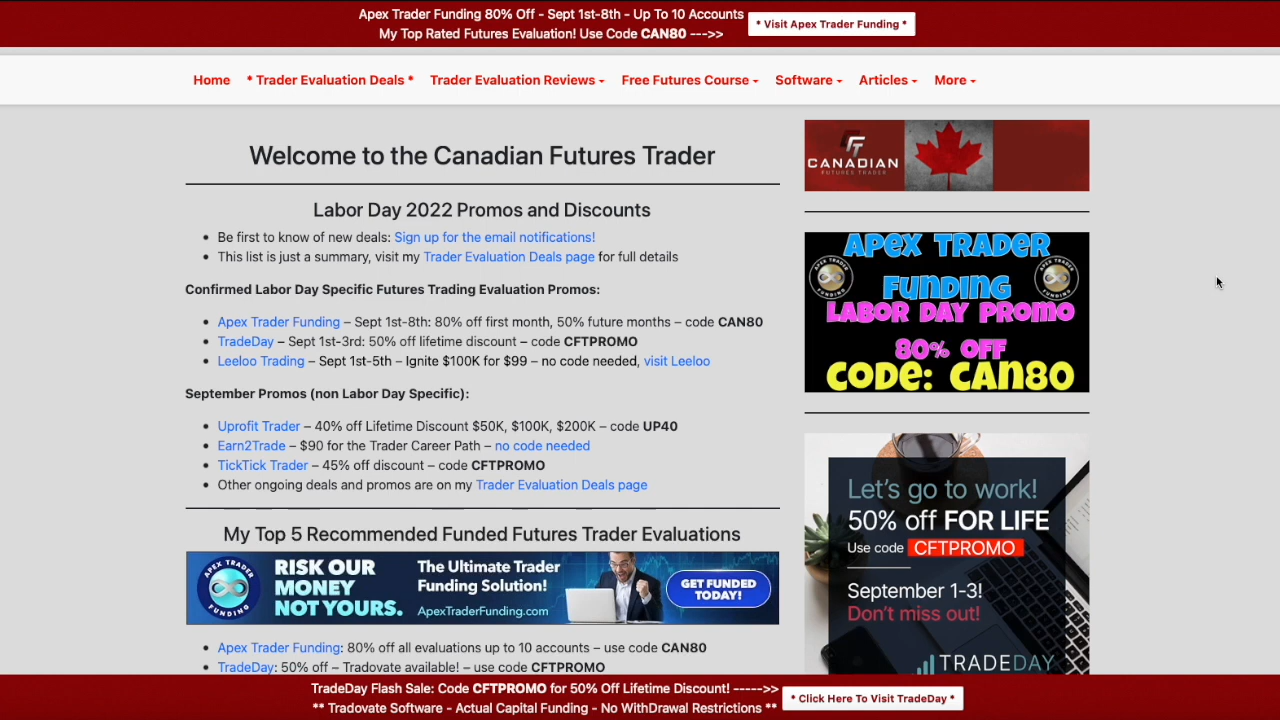 Apex Trader Funding 80% Off - Sept 1st-8th - Up To 10 Accounts
My Top Rated Futures Evaluation! Use Code CAN80 --->>
* Visit Apex Trader Funding *
Home * Trader Evaluation Deals * Trader Evaluation Reviews Free Futures Course Software Articles More
Welcome to the Canadian Futures Trader
Labor Day 2022 Promos and Discounts
Be first to know of new deals: Sign up for the email notifications!
This list is just a summary, visit my Trader Evaluation Deals page for full details
Confirmed Labor Day Specific Futures Trading Evaluation Promos:
Apex Trader Funding – Sept 1st-8th: 80% off first month, 50% future months – code CAN80
TradeDay – Sept 1st-3rd: 50% off lifetime discount – code CFTPROMO
Leeloo Trading – Sept 1st-5th – Ignite $100K for $99 – no code needed, visit Leeloo
September Promos (non Labor Day Specific):
Uprofit Trader – 40% off Lifetime Discount $50K, $100K, $200K – code UP40
Earn2Trade – $90 for the Trader Career Path – no code needed
TickTick Trader – 45% off discount – code CFTPROMO
Other ongoing deals and promos are on my Trader Evaluation Deals page
My Top 5 Recommended Funded Futures Trader Evaluations
APEX TRADER
FUNDING
RISK OUR
MONEY
NOT YOURS.
The Ultimate Trader
Funding Solution!
ApexTraderFunding.com
GET FUNDED
TODAY!
Apex Trader Funding: 80% off all evaluations up to 10 accounts – use code CAN80
TradeDay: 50% off – Tradovate available! – use code CFTPROMO
FT
CANADIAN
FUTURES TRADER
APEX TRADER
FUNDING
LABOR DAY PROMO
80% OFF
CODE: CAN80
APEX TRADER
FUNDING
APEX TRADER
FUNDING
Let's go to work!
50% off FOR LIFE
Use code CFTPROMO
September 1-3!
Don't miss out!
TRADEDAY
TradeDay Flash Sale: Code CFTPROMO for 50% Off Lifetime Discount! ----->>
** Tradovate Software - Actual Capital Funding - No WithDrawal Restrictions **
* Click Here To Visit TradeDay *